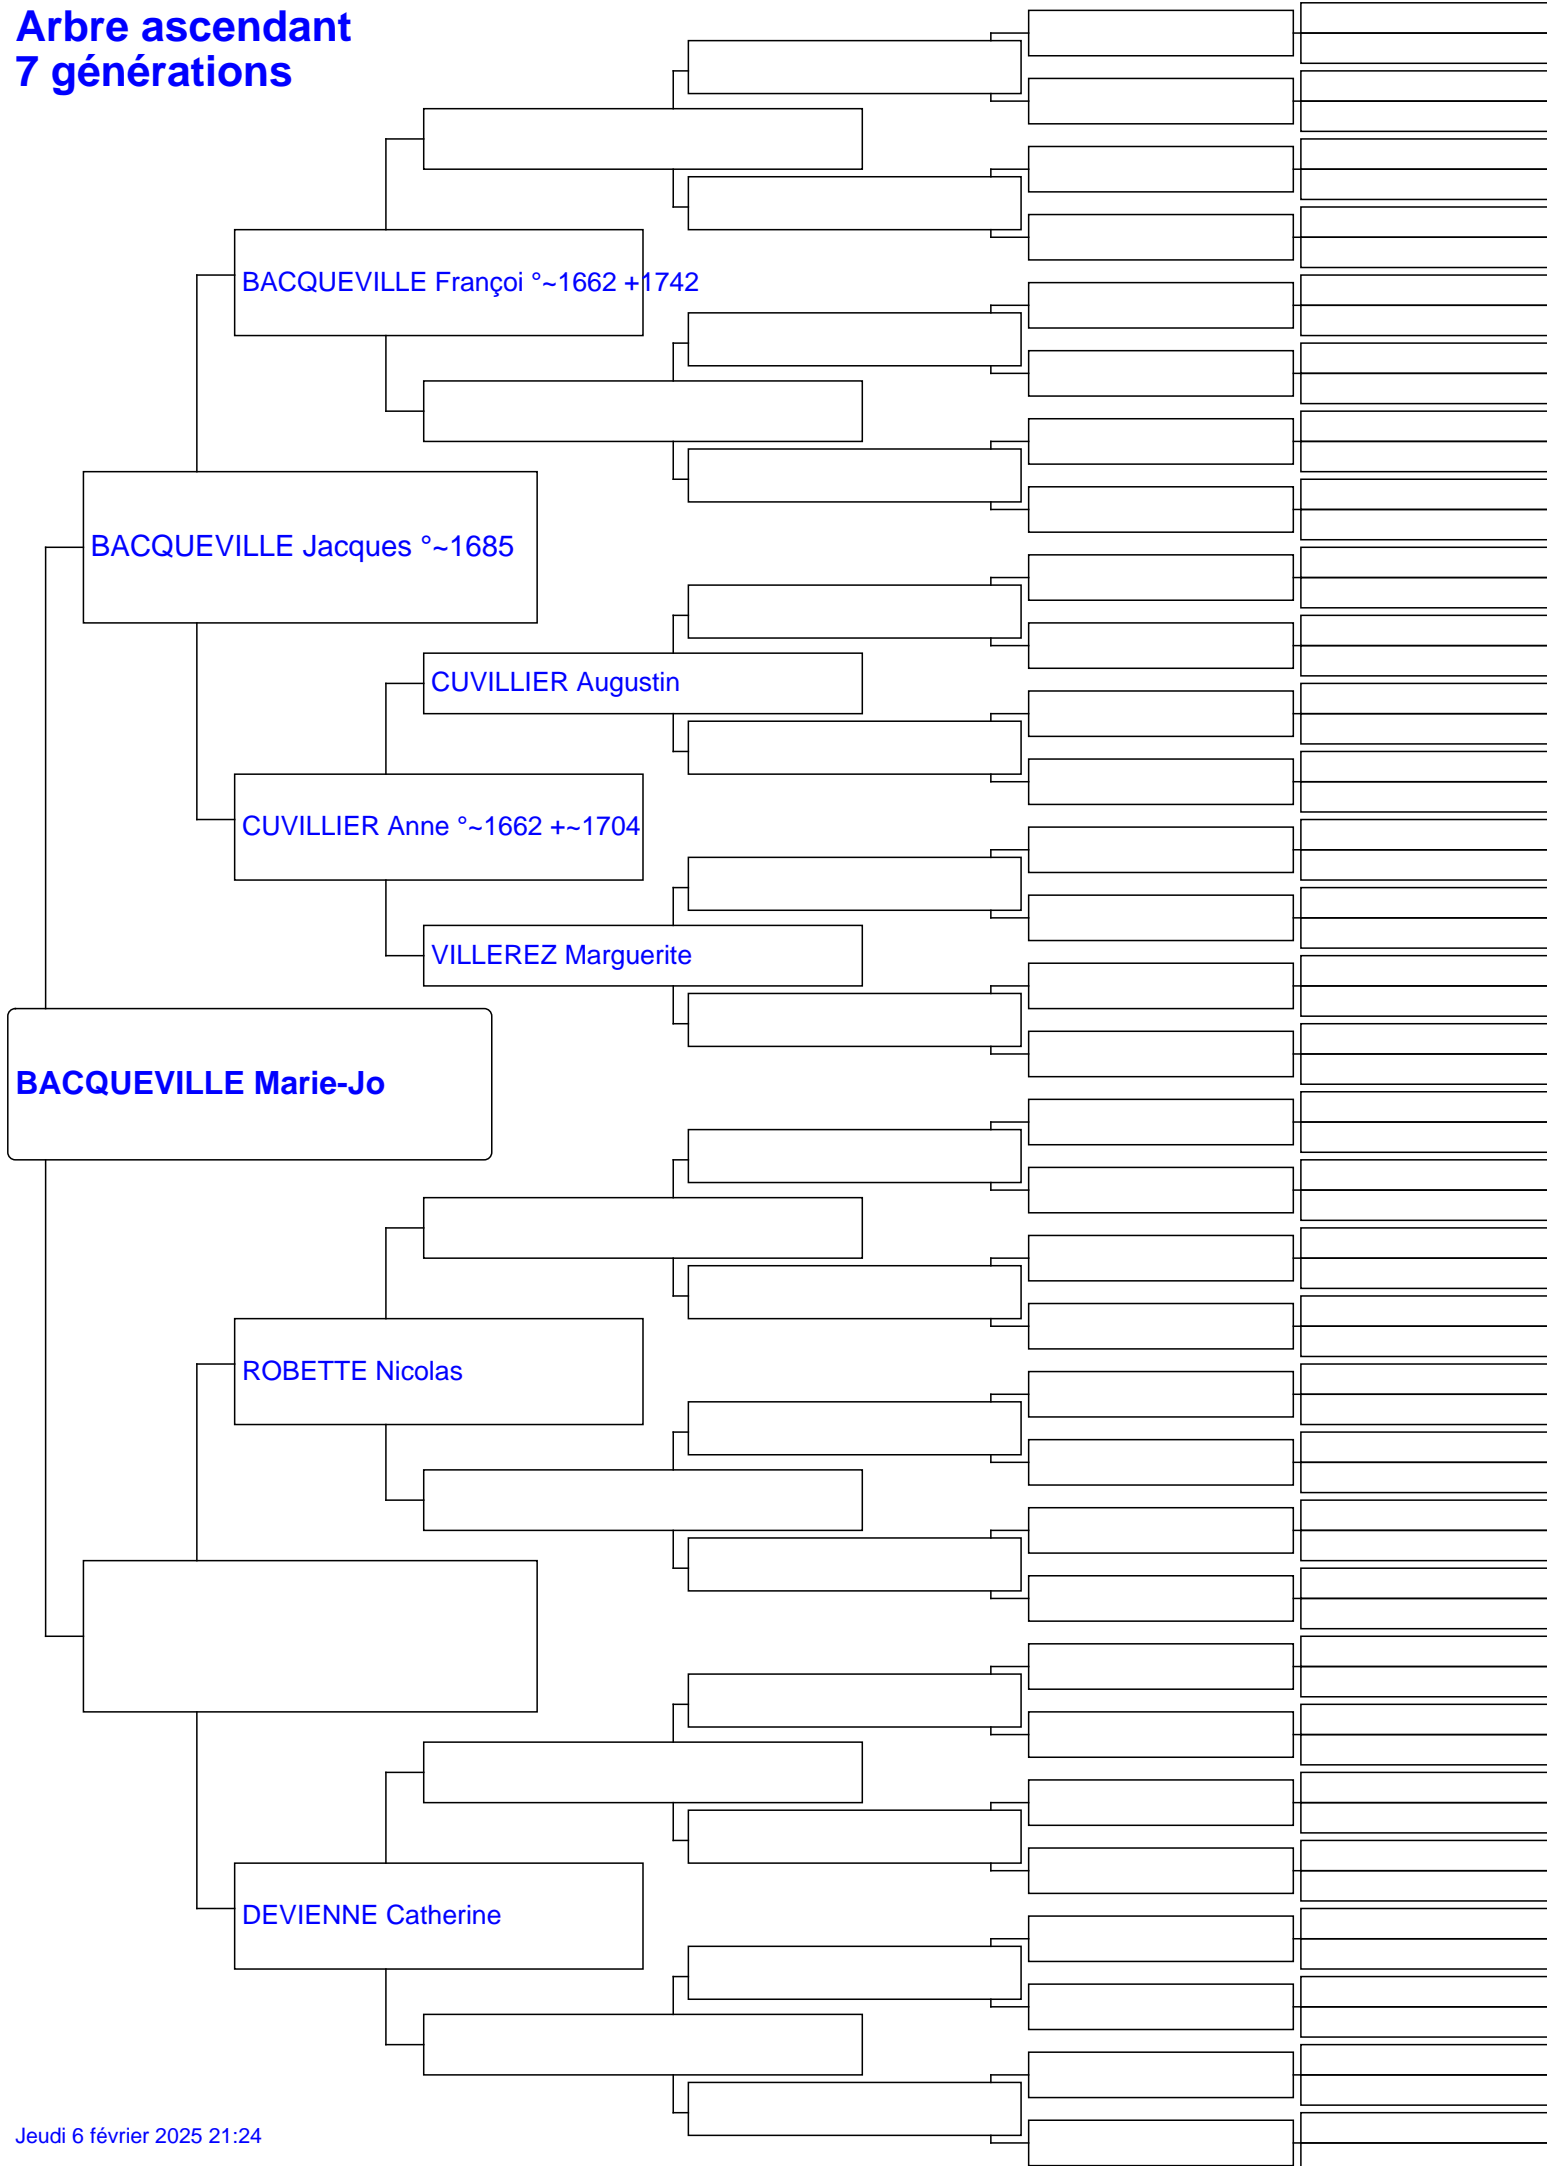 Arbre ascendant
7 générations
BACQUEVILLE Françoi °~1662 +1742
BACQUEVILLE Jacques °~1685
CUVILLIER Augustin
CUVILLIER Anne °~1662 +~1704
VILLEREZ Marguerite
BACQUEVILLE Marie-Jo
ROBETTE Nicolas
DEVIENNE Catherine
Jeudi 6 février 2025 21:24